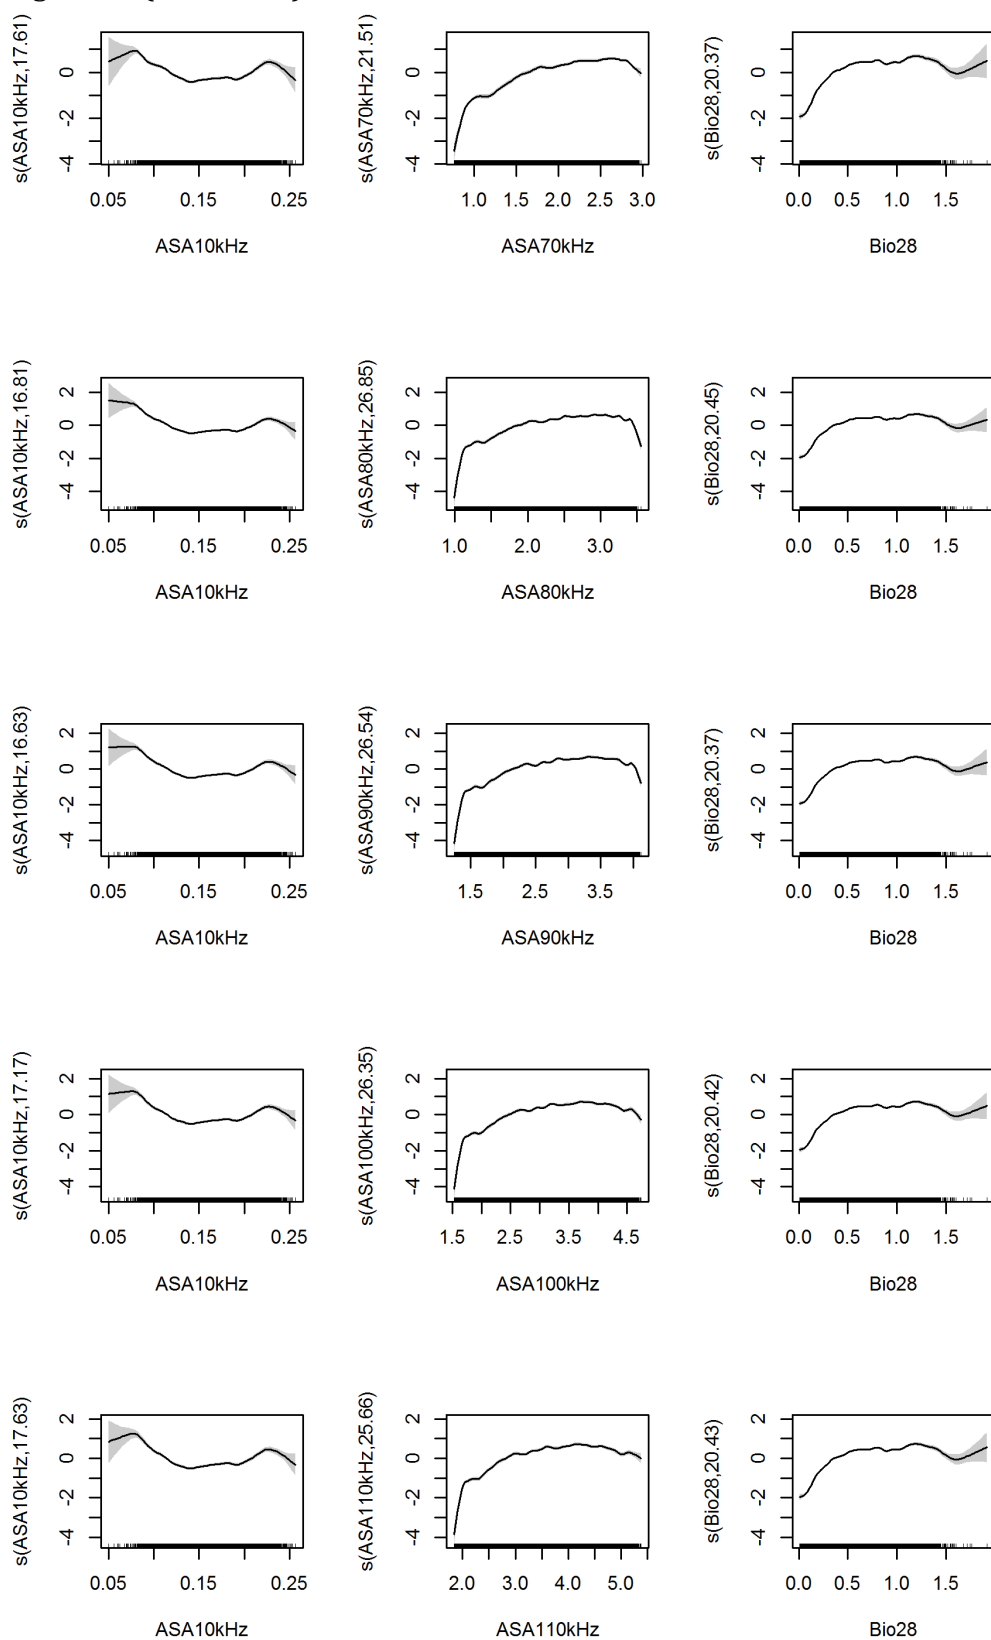 s(ASA10kHz,17.61)
0
-2
-4
0.05 0.15 0.25
ASA10kHz
s(ASA70kHz,21.51)
0
-2
-4
1.0 1.5 2.0 2.5 3.0
ASA70kHz
s(Bio28,20.37)
0
-2
-4
0.0 0.5 1.0 1.5
Bio28
s(ASA10kHz,16.81)
2
0
-2
-4
0.05 0.15 0.25
ASA10kHz
s(ASA80kHz,26.85)
2
0
-2
-4
1.0 2.0 3.0
ASA80kHz
s(Bio28,20.45)
2
0
-2
-4
0.0 0.5 1.0 1.5
Bio28
s(ASA10kHz,16.63)
2
0
-2
-4
0.05 0.15 0.25
ASA10kHz
s(ASA90kHz,26.54)
2
0
-2
-4
1.5 2.5 3.5
ASA90kHz
s(Bio28,20.37)
2
0
-2
-4
0.0 0.5 1.0 1.5
Bio28
s(ASA10kHz,17.17)
2
0
-2
-4
0.05 0.15 0.25
ASA10kHz
s(ASA100kHz,26.35)
2
0
-2
-4
1.5 2.5 3.5 4.5
ASA100kHz
s(Bio28,20.42)
2
0
-2
-4
0.0 0.5 1.0 1.5
Bio28
s(ASA10kHz,17.63)
2
0
-2
-4
0.05 0.15 0.25
ASA10kHz
s(ASA110kHz,25.66)
2
0
-2
-4
2.0 3.0 4.0 5.0
ASA110kHz
s(Bio28,20.43)
2
0
-2
-4
0.0 0.5 1.0 1.5
Bio28